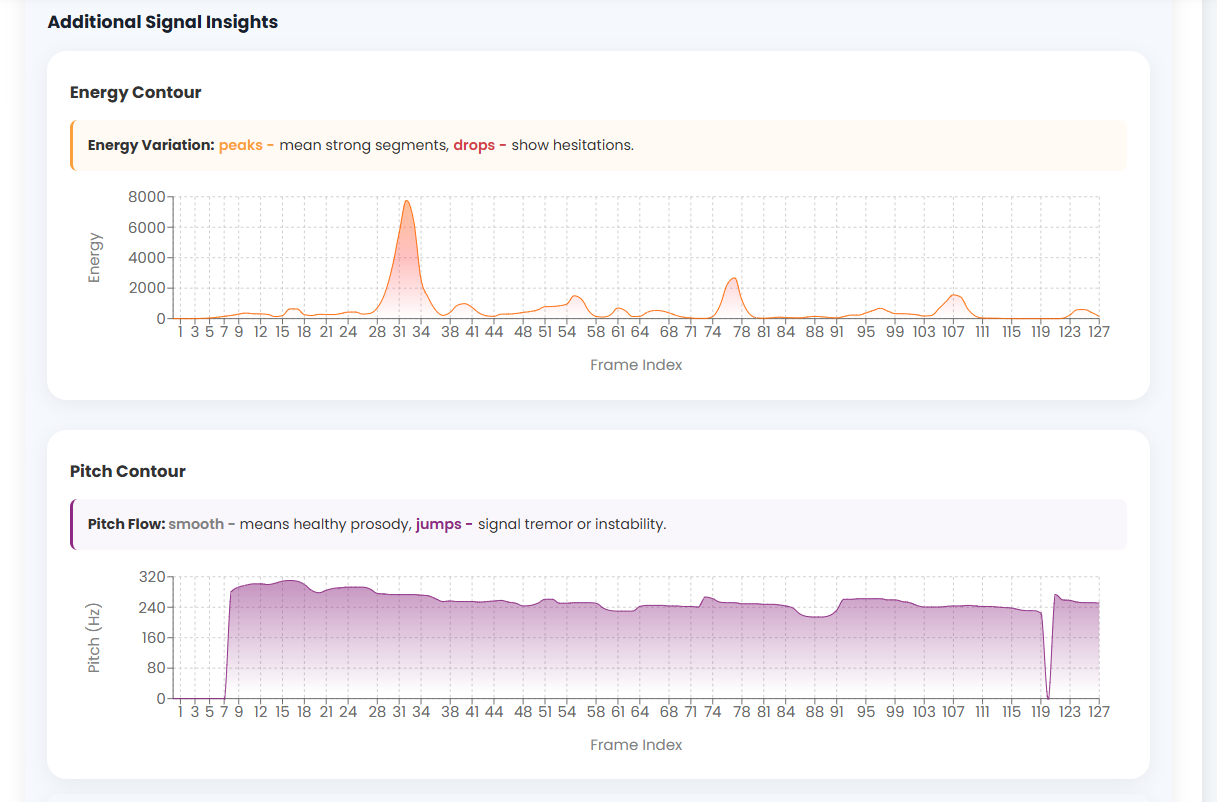 Additional Signal Insights
Energy Contour
Energy Variation: peaks - mean strong segments, drops - show hesitations.
8000
6000
4000
2000
0
Energy
1 3 5 7 9 12 15 18 21 24 28 31 34 38 41 44 48 51 54 58 61 64 68 71 74 78 81 84 88 91 95 99 103 107 111 115 119 123 127
Frame Index
Pitch Contour
Pitch Flow: smooth - means healthy prosody, jumps - signal tremor or instability.
320
240
160
80
0
Pitch (Hz)
1 3 5 7 9 12 15 18 21 24 28 31 34 38 41 44 48 51 54 58 61 64 68 71 74 78 81 84 88 91 95 99 103 107 111 115 119 123 127
Frame Index